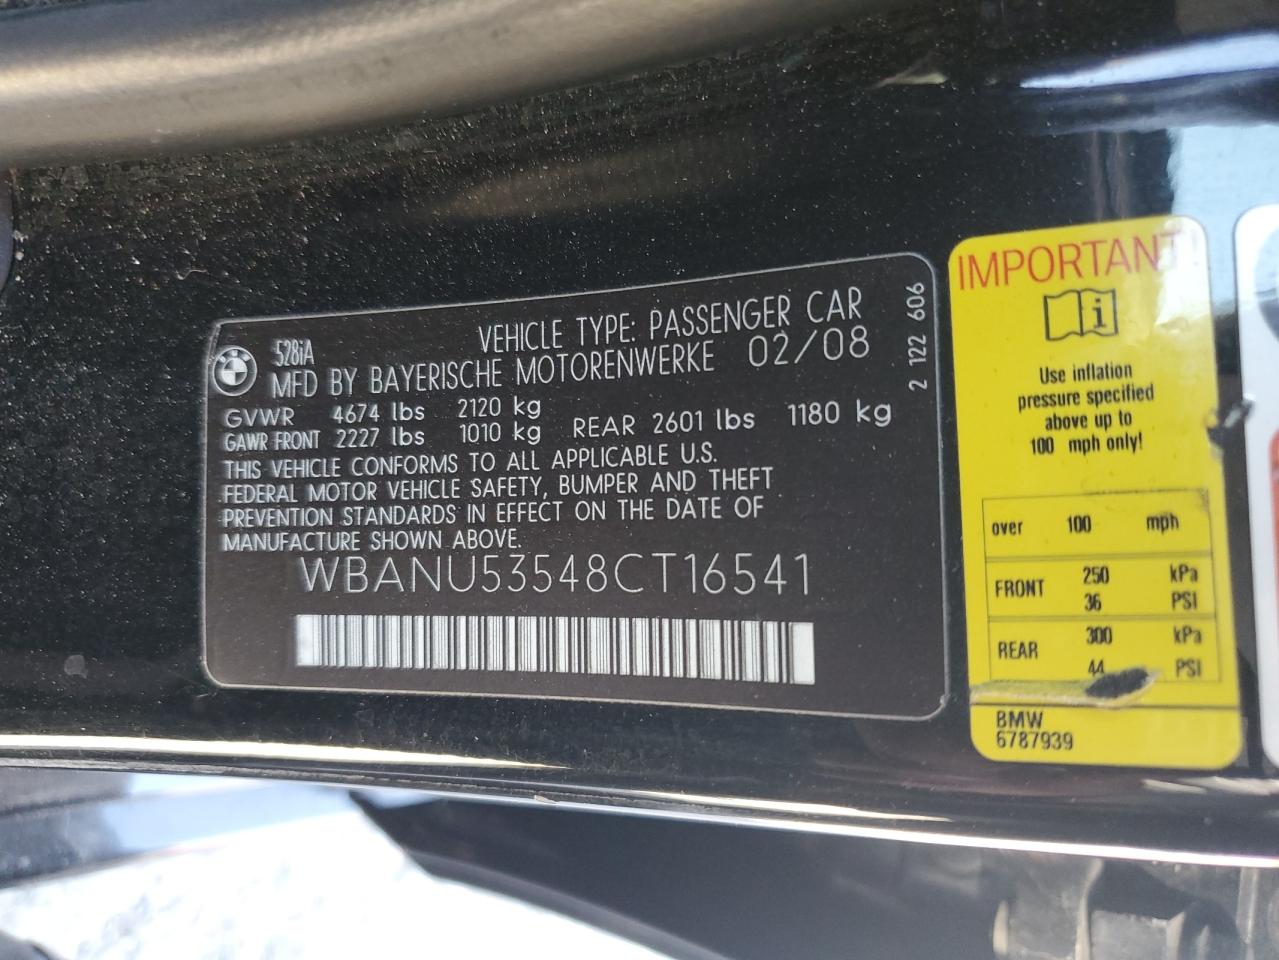 528iA
VEHICLE TYPE: PASSENGER CAR
MFD BY BAYERISCHE MOTORENWERKE 02/08
GVWR 4674 lbs 2120 kg
GAWR FRONT 2227 lbs 1010 kg REAR 2601 lbs 1180 kg
THIS VEHICLE CONFORMS TO ALL APPLICABLE U.S.
FEDERAL MOTOR VEHICLE SAFETY, BUMPER AND THEFT
PREVENTION STANDARDS IN EFFECT ON THE DATE OF
MANUFACTURE SHOWN ABOVE.
WBANU53548CT16541
2 122 606
IMPORTANT!
i
Use inflation
pressure specified
above up to
100 mph only!
over 100 mph
FRONT 250 kPa
36 PSI
REAR 300 kPa
44 PSI
BMW
6787939